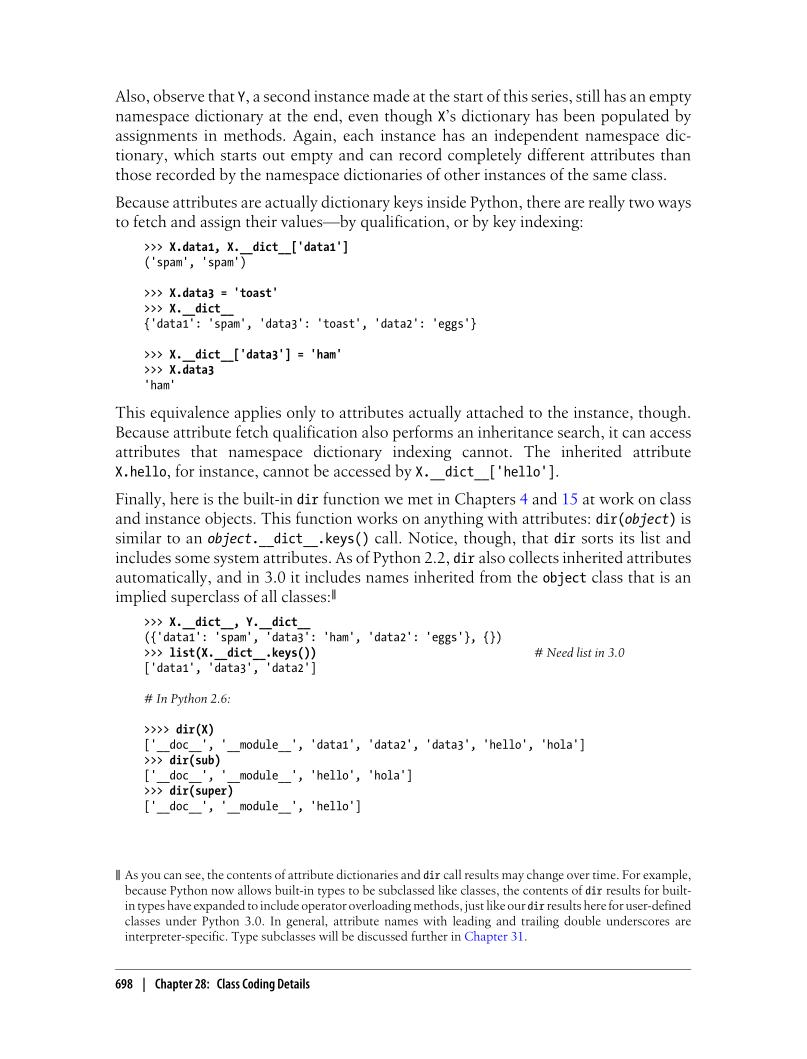 Also, observe that Y, a second instance made at the start of this series, still has an empty
namespace dictionary at the end, even though X’s dictionary has been populated by
assignments in methods. Again, each instance has an independent namespace dic-
tionary, which starts out empty and can record completely different attributes than
those recorded by the namespace dictionaries of other instances of the same class.
Because attributes are actually dictionary keys inside Python, there are really two ways
to fetch and assign their values—by qualification, or by key indexing:
>>> X.data1, X.__dict__['data1']
('spam', 'spam')
>>> X.data3 = 'toast'
>>> X.__dict__
{'data1': 'spam', 'data3': 'toast', 'data2': 'eggs'}
>>> X.__dict__['data3'] = 'ham'
>>> X.data3
'ham'
This equivalence applies only to attributes actually attached to the instance, though.
Because attribute fetch qualification also performs an inheritance search, it can access
attributes that namespace dictionary indexing cannot. The inherited attribute
X.hello, for instance, cannot be accessed by X.__dict__['hello'].
Finally, here is the built-in dir function we met in Chapters 4 and 15 at work on class
and instance objects. This function works on anything with attributes: dir(object) is
similar to an object.__dict__.keys() call. Notice, though, that dir sorts its list and
includes some system attributes. As of Python 2.2, dir also collects inherited attributes
automatically, and in 3.0 it includes names inherited from the object class that is an
implied superclass of all classes:‖
>>> X.__dict__, Y.__dict__
({'data1': 'spam', 'data3': 'ham', 'data2': 'eggs'}, {})
>>> list(X.__dict__.keys()) # Need list in 3.0
['data1', 'data3', 'data2']
# In Python 2.6:
>>>> dir(X)
['__doc__', '__module__', 'data1', 'data2', 'data3', 'hello', 'hola']
>>> dir(sub)
['__doc__', '__module__', 'hello', 'hola']
>>> dir(super)
['__doc__', '__module__', 'hello']
‖ As you can see, the contents of attribute dictionaries and dir call results may change over time. For example,
because Python now allows built-in types to be subclassed like classes, the contents of dir results for built-
in types have expanded to include operator overloading methods, just like our dir results here for user-defined
classes under Python 3.0. In general, attribute names with leading and trailing double underscores are
interpreter-specific. Type subclasses will be discussed further in Chapter 31.
698 | Chapter 28: Class Coding Details